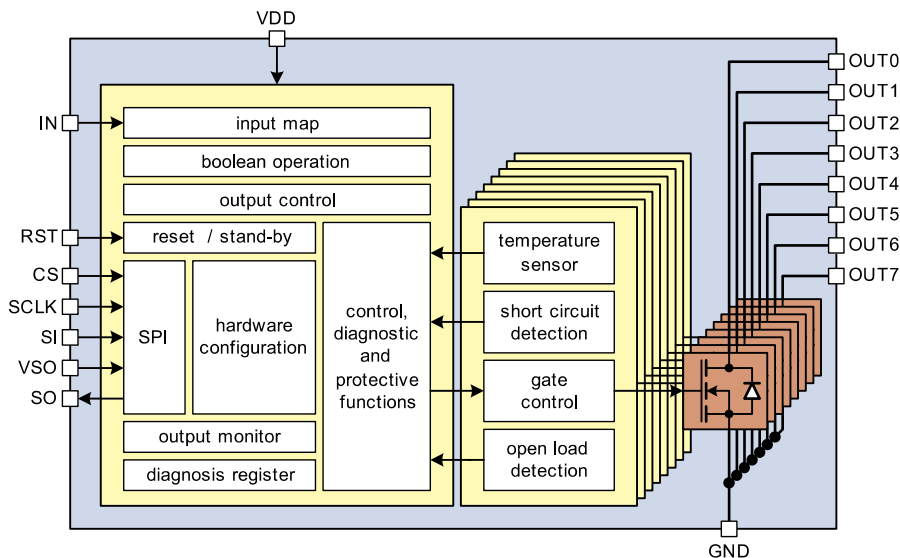 VDD
OUT0
OUT1
OUT2
OUT3
OUT4
OUT5
OUT6
OUT7
IN
RST
CS
SCLK
SI
VSO
SO
input map
boolean operation
output control
reset / stand-by
SPI
hardware
configuration
control,
diagnostic
and
protective
functions
output monitor
diagnosis register
temperature
sensor
short circuit
detection
gate
control
open load
detection
GND